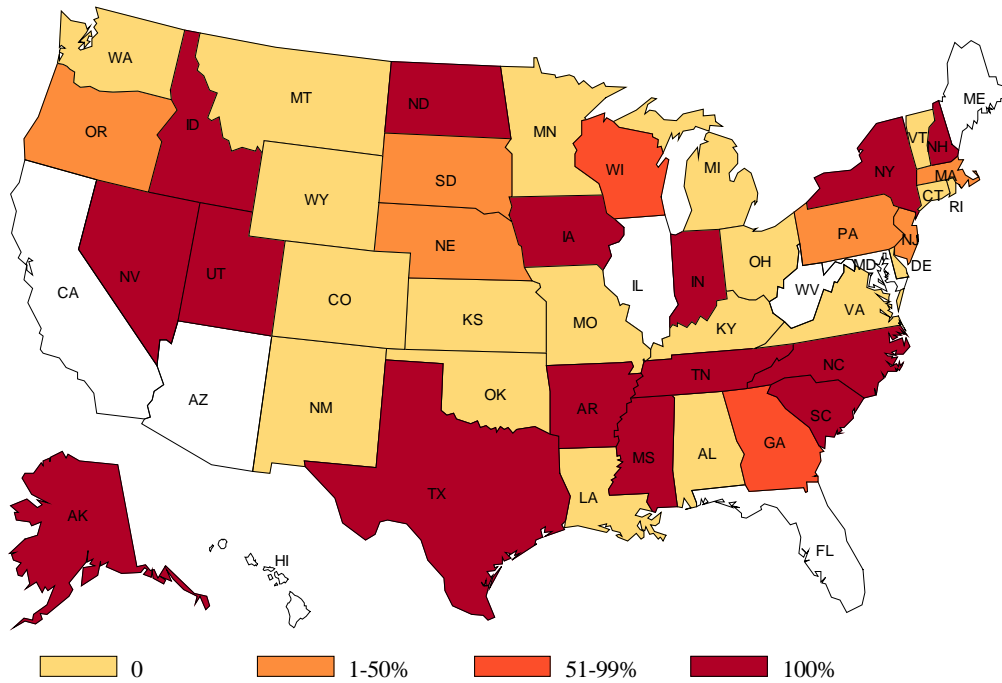 WA
ME
MT
ND
MN
VT
NH
OR
ID
WI
MI
NY
MA
SD
WY
CT
RI
NE
IA
PA
NJ
NV
UT
CO
IL
IN
OH
MD
DE
CA
WV
KS
MO
KY
VA
AZ
NM
OK
AR
TN
NC
SC
TX
LA
MS
AL
GA
AK
HI
FL
0 1-50% 51-99% 100%